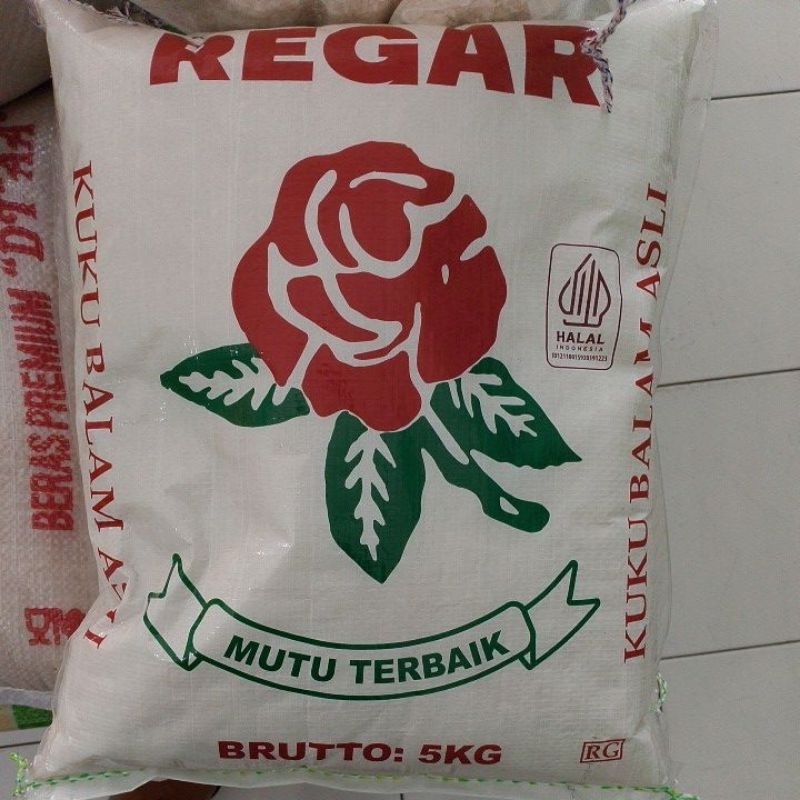 REGAR
KUKU BALAM ASLI
KUKU BALAM ASLI
HALAL
INDONESIA
MUTU TERBAIK
BRUTTO: 5KG
RG
BERAS PREMIUM